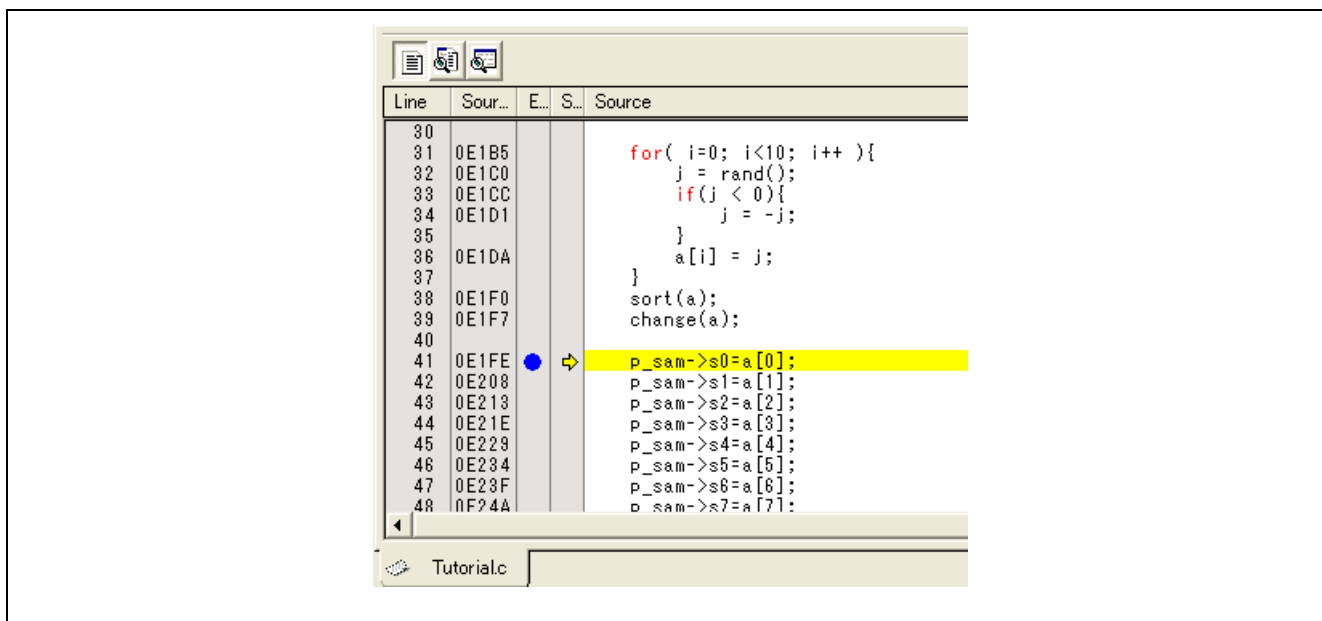 Line Sour... E... S... Source
30
31 0E1B5 for( i=0; i<10; i++ ){
32 0E1C0 j = rand();
33 0E1CC if(j < 0){
34 0E1D1 j = -j;
35 }
36 0E1DA a[i] = j;
37 }
38 0E1F0 sort(a);
39 0E1F7 change(a);
40
41 0E1FE p_sam->s0=a[0];
42 0E208 p_sam->s1=a[1];
43 0E213 p_sam->s2=a[2];
44 0E21E p_sam->s3=a[3];
45 0E229 p_sam->s4=a[4];
46 0E234 p_sam->s5=a[5];
47 0E23F p_sam->s6=a[6];
48 0E24A p_sam->s7=a[7];
Tutorial.c